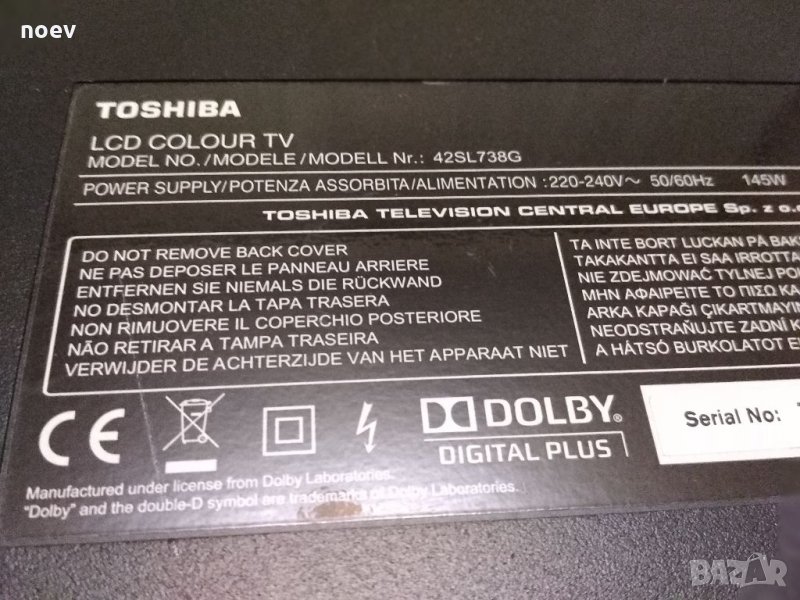 noev
TOSHIBA
LCD COLOUR TV
MODEL NO./MODELE/MODELL Nr.: 42SL738G
POWER SUPPLY/POTENZA ASSORBITA/ALIMENTATION :220-240V～ 50/60Hz 145W
TOSHIBA TELEVISION CENTRAL EUROPE Sp. z o.o
DO NOT REMOVE BACK COVER
NE PAS DEPOSER LE PANNEAU ARRIERE
ENTFERNEN SIE NIEMALS DIE RÜCKWAND
NO DESMONTAR LA TAPA TRASERA
NON RIMUOVERE IL COPERCHIO POSTERIORE
NÃO RETIRAR A TAMPA TRASEIRA
VERWIJDER DE ACHTERZIJDE VAN HET APPARAAT NIET
TA INTE BORT LUCKAN PÅ
TAKAKANTTA EI SAA
NIE ZDEJMOWAĆ TYLNEJ
ΜΗΝ ΑΦΑΙΡΕΙΤΕ ΤΟ ΠΙΣΩ
ARKA KAPAĞI
NEODSTRAŇUJTE ZADNÍ
A HÁTSÓ BURKOLATOT
CE
DOLBY®
DIGITAL PLUS
Serial No:
Manufactured under license from Dolby Laboratories.
"Dolby" and the double-D symbol are trademarks of Dolby Laboratories.
BAZAR